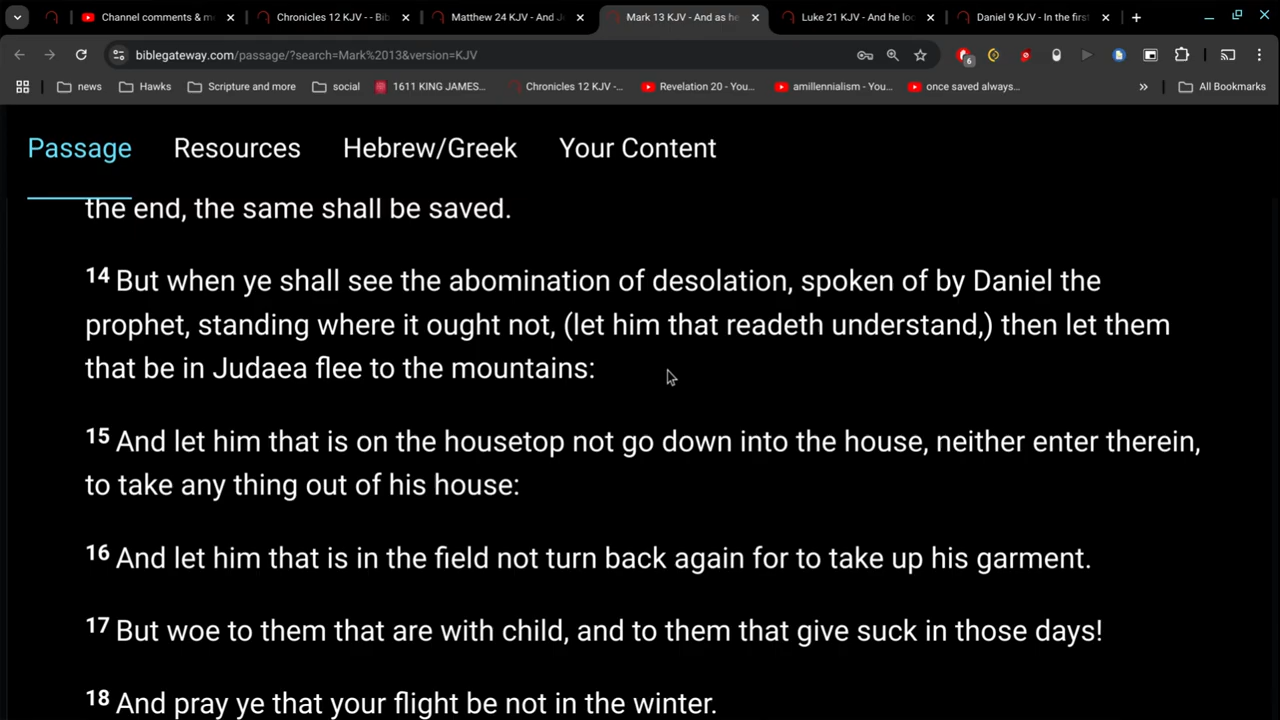 Channel comments & m
Chronicles 12 KJV - - Bib
Matthew 24 KJV - And J
Mark 13 KJV - And as he
Luke 21 KJV - And he loo
Daniel 9 KJV - In the first
biblegateway.com/passage/?search=Mark%2013&version=KJV
6
news
Hawks
Scripture and more
social
1611 KING JAMES...
Chronicles 12 KJV -...
Revelation 20 - You...
amillennialism - You...
once saved always...
All Bookmarks
Passage
Resources
Hebrew/Greek
Your Content
the end, the same shall be saved.
14 But when ye shall see the abomination of desolation, spoken of by Daniel the
prophet, standing where it ought not, (let him that readeth understand,) then let them
that be in Judaea flee to the mountains:
15 And let him that is on the housetop not go down into the house, neither enter therein,
to take any thing out of his house:
16 And let him that is in the field not turn back again for to take up his garment.
17 But woe to them that are with child, and to them that give suck in those days!
18 And pray ye that your flight be not in the winter.